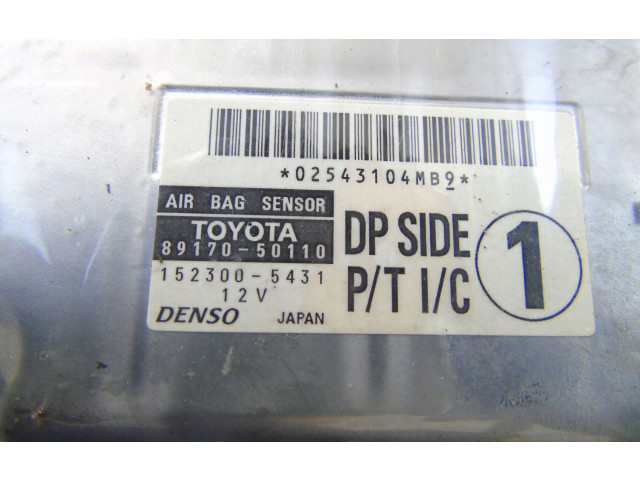 *02543104MB9*
AIR BAG SENSOR
TOYOTA
89170-50110
152300-5431
12V
DENSO JAPAN
DP SIDE
P/T I/C
1